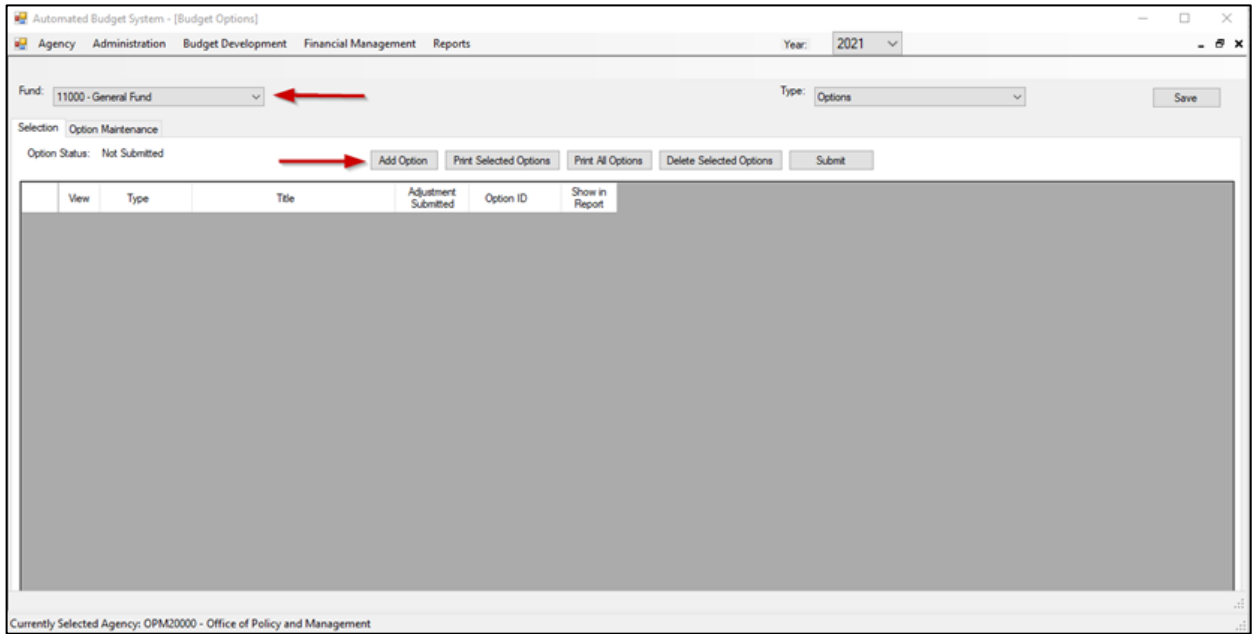 Automated Budget System - [Budget Options]
Agency Administration Budget Development Financial Management Reports Year: 2021
Fund: 11000 - General Fund Type: Options Save
Selection Option Maintenance
Option Status: Not Submitted Add Option Print Selected Options Print All Options Delete Selected Options Submit
View Type Title Adjustment Submitted Option ID Show in Report
Currently Selected Agency: OPM20000 - Office of Policy and Management